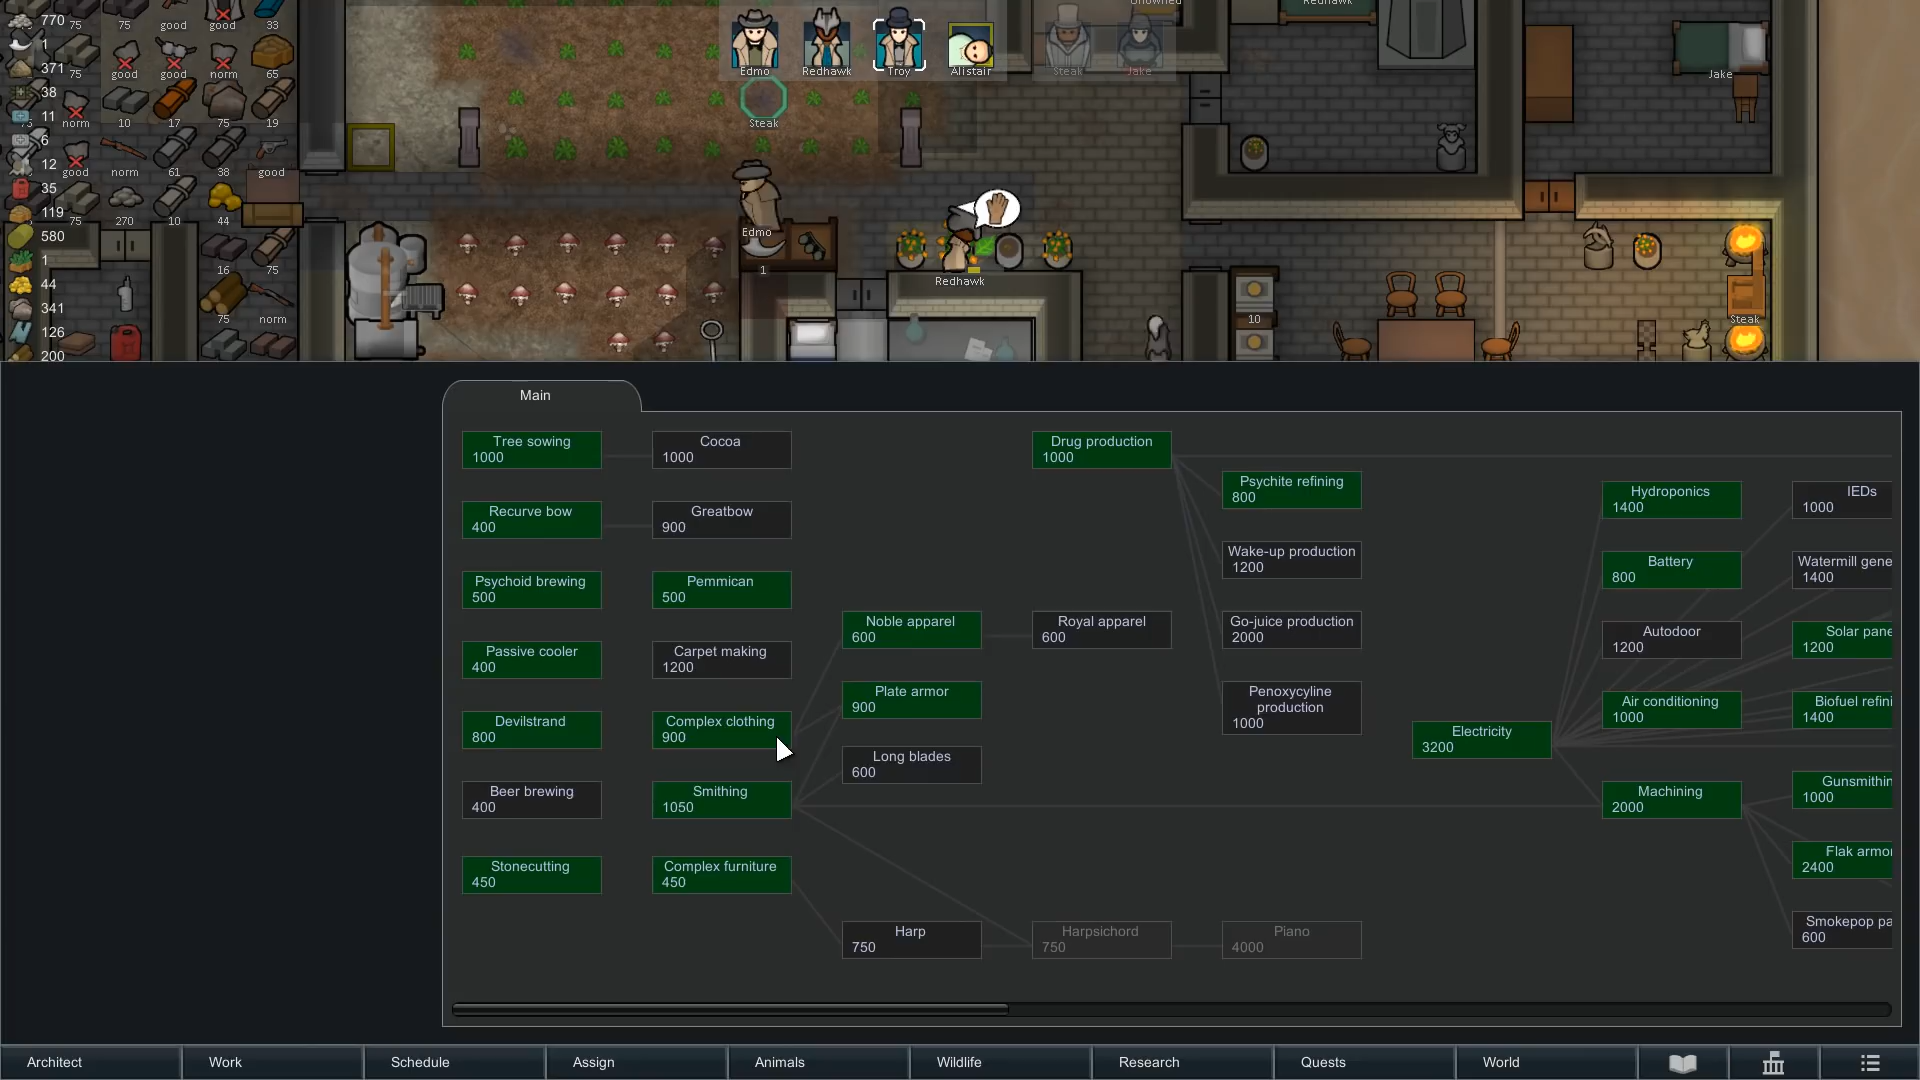 770
75
75
good
good
33
Unowned
Redhawk
1
371
75
good
good
norm
65
Edmo
Redhawk
Troy
Alistair
Steak
Jake
Jake
38
11
norm
10
17
75
19
Steak
6
12
good
norm
61
38
good
35
119
75
270
10
44
Edmo
580
1
16
75
1
Redhawk
44
341
75
norm
10
Steak
126
200
Main
Tree sowing
1000
Cocoa
1000
Drug production
1000
Psychite refining
800
Hydroponics
1400
IEDs
1000
Recurve bow
400
Greatbow
900
Wake-up production
1200
Battery
800
Watermill gene
1400
Psychoid brewing
500
Pemmican
500
Noble apparel
600
Royal apparel
600
Go-juice production
2000
Autodoor
1200
Solar pane
1200
Passive cooler
400
Carpet making
1200
Plate armor
900
Penoxycyline
production
1000
Air conditioning
1000
Biofuel refini
1400
Devilstrand
800
Complex clothing
900
Electricity
3200
Long blades
600
Beer brewing
400
Smithing
1050
Machining
2000
Gunsmithin
1000
Stonecutting
450
Complex furniture
450
Flak armor
2400
Harp
750
Harpsichord
750
Piano
4000
Smokepop pa
600
Architect
Work
Schedule
Assign
Animals
Wildlife
Research
Quests
World